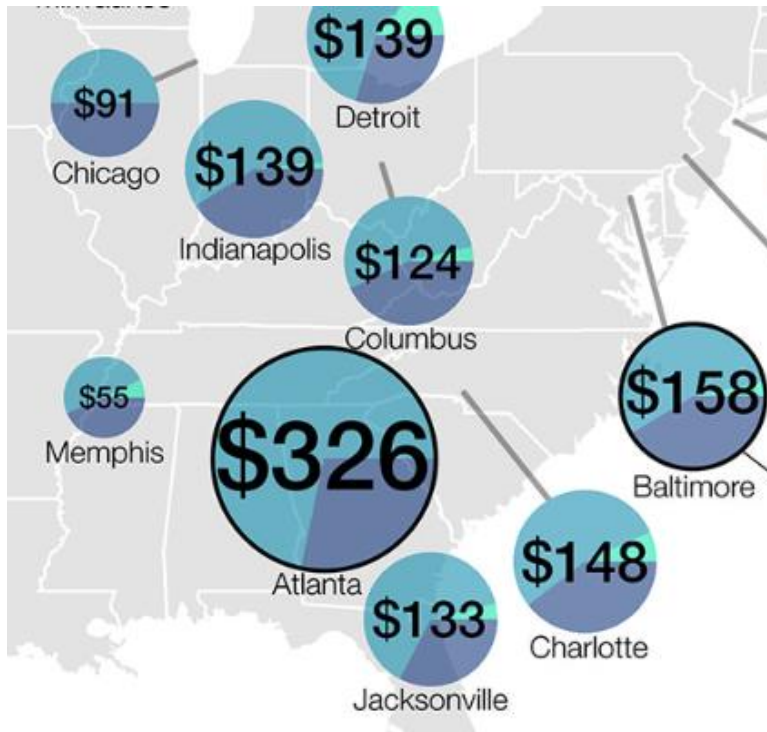 $139
Detroit
$91
Chicago
$139
Indianapolis
$124
Columbus
$55
Memphis
$326
Atlanta
$158
Baltimore
$148
Charlotte
$133
Jacksonville